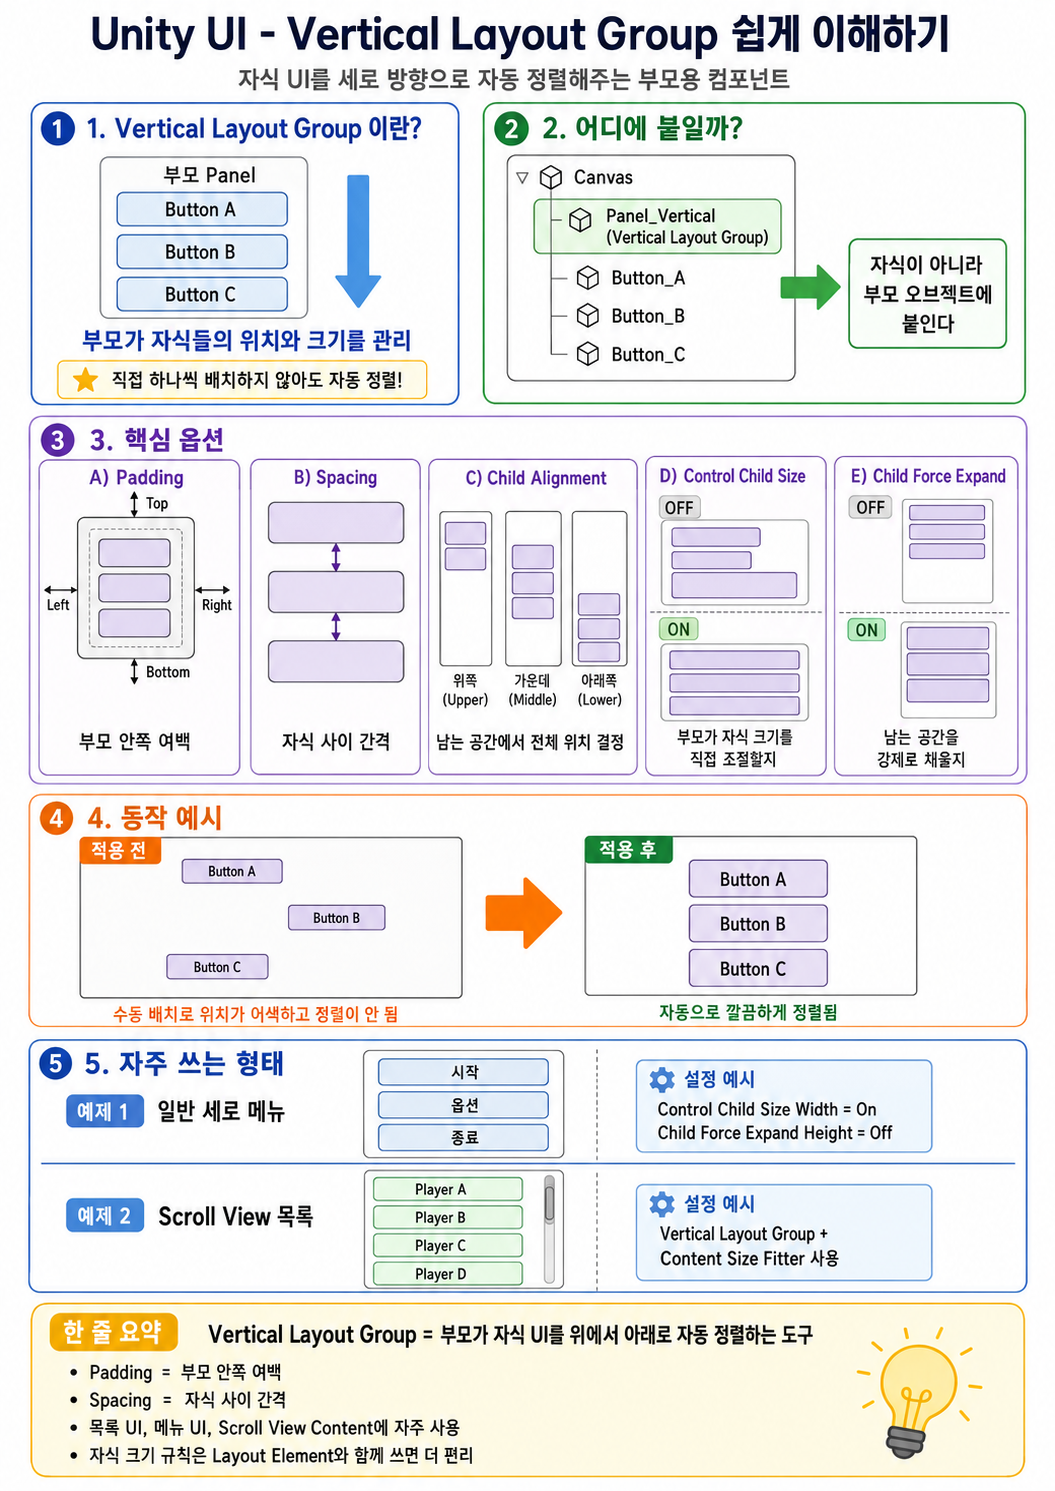 Unity UI - Vertical Layout Group 쉽게 이해하기
자식 UI를 세로 방향으로 자동 정렬해주는 부모용 컴포넌트
1 1. Vertical Layout Group 이란?
부모 Panel
Button A
Button B
Button C
부모가 자식들의 위치와 크기를 관리
직접 하나씩 배치하지 않아도 자동 정렬!
2 2. 어디에 붙일까?
Canvas
Panel_Vertical
(Vertical Layout Group)
Button_A
Button_B
Button_C
자식이 아니라
부모 오브젝트에
붙인다
3 3. 핵심 옵션
A) Padding
Top
Left
Right
Bottom
부모 안쪽 여백
B) Spacing
자식 사이 간격
C) Child Alignment
위쪽
(Upper)
가운데
(Middle)
아래쪽
(Lower)
남는 공간에서 전체 위치 결정
D) Control Child Size
OFF
ON
부모가 자식 크기를
직접 조절할지
E) Child Force Expand
OFF
ON
남는 공간을
강제로 채울지
4 4. 동작 예시
적용 전
Button A
Button B
Button C
수동 배치로 위치가 어색하고 정렬이 안 됨
적용 후
Button A
Button B
Button C
자동으로 깔끔하게 정렬됨
5 5. 자주 쓰는 형태
예제 1 일반 세로 메뉴
시작
옵션
종료
설정 예시
Control Child Size Width = On
Child Force Expand Height = Off
예제 2 Scroll View 목록
Player A
Player B
Player C
Player D
설정 예시
Vertical Layout Group +
Content Size Fitter 사용
한 줄 요약 Vertical Layout Group = 부모가 자식 UI를 위에서 아래로 자동 정렬하는 도구
• Padding = 부모 안쪽 여백
• Spacing = 자식 사이 간격
• 목록 UI, 메뉴 UI, Scroll View Content에 자주 사용
• 자식 크기 규칙은 Layout Element와 함께 쓰면 더 편리